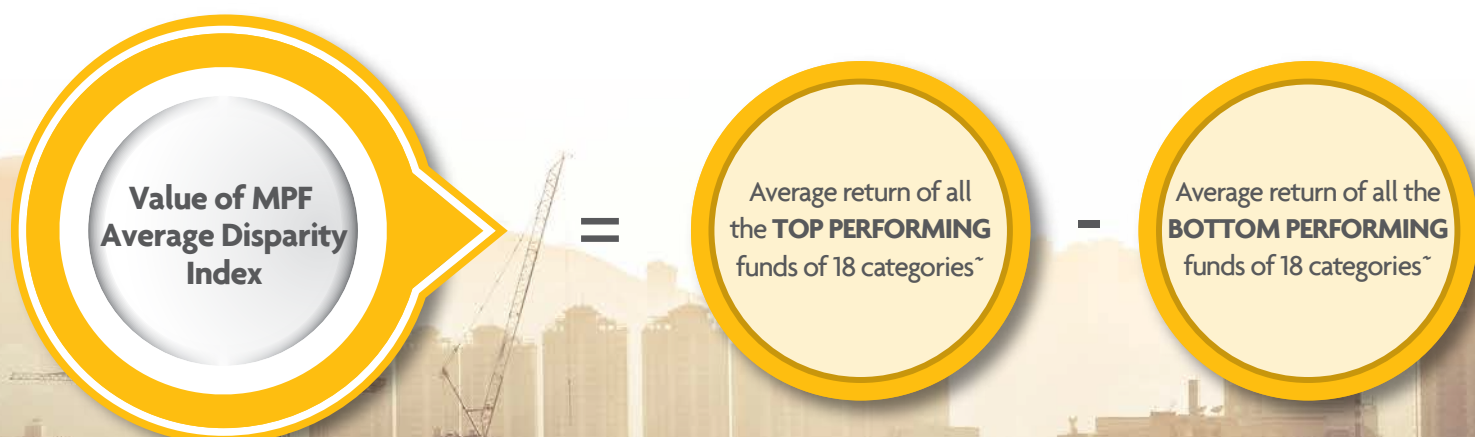 Value of MPF
Average Disparity
Index
=
Average return of all
the TOP PERFORMING
funds of 18 categories~
-
Average return of all the
BOTTOM PERFORMING
funds of 18 categories~